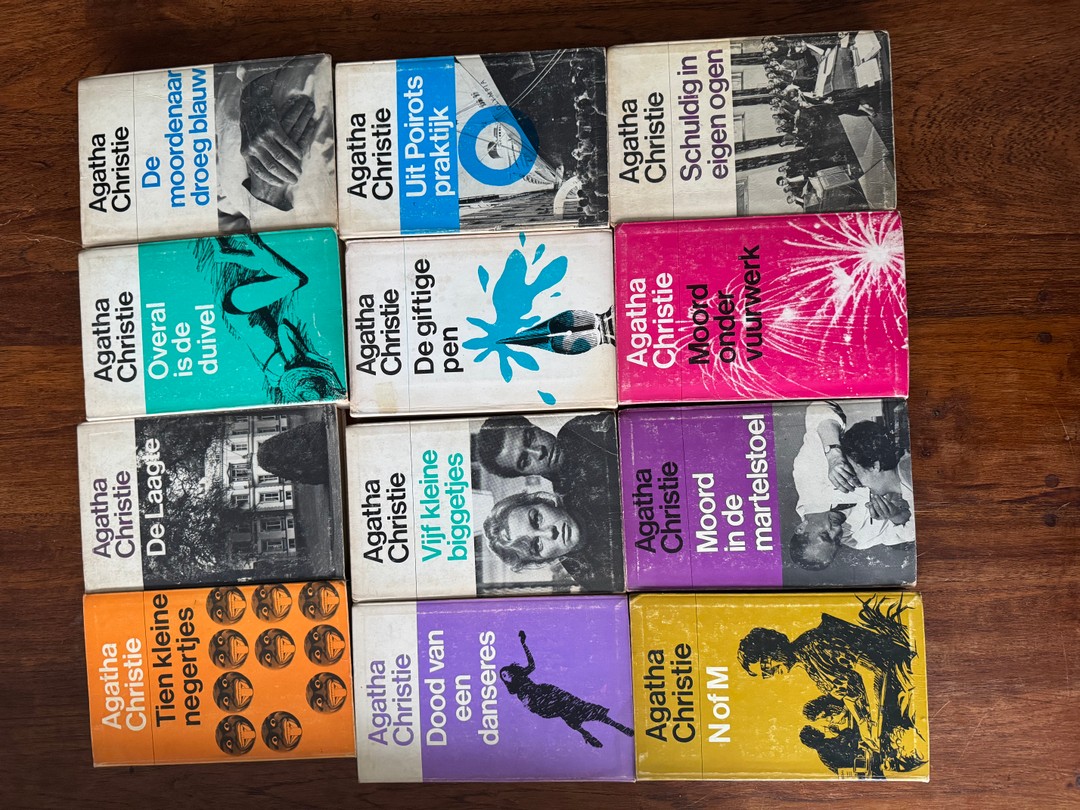 Agatha
Christie
Tien kleine
negertjes
Agatha
Christie
De Laagte
Agatha
Christie
Overal
is de
duivel
Agatha
Christie
De
moordenaar
droeg blauw
Agatha
Christie
Dood van
een
danseres
Agatha
Christie
Vijf kleine
biggetjes
Agatha
Christie
De giftige
pen
Agatha
Christie
Uit Poirots
praktijk
Agatha
Christie
N of M
Agatha
Christie
Moord
in de
martelstoel
Agatha
Christie
Moord
onder
vuurwerk
Agatha
Christie
Schuldig in
eigen ogen